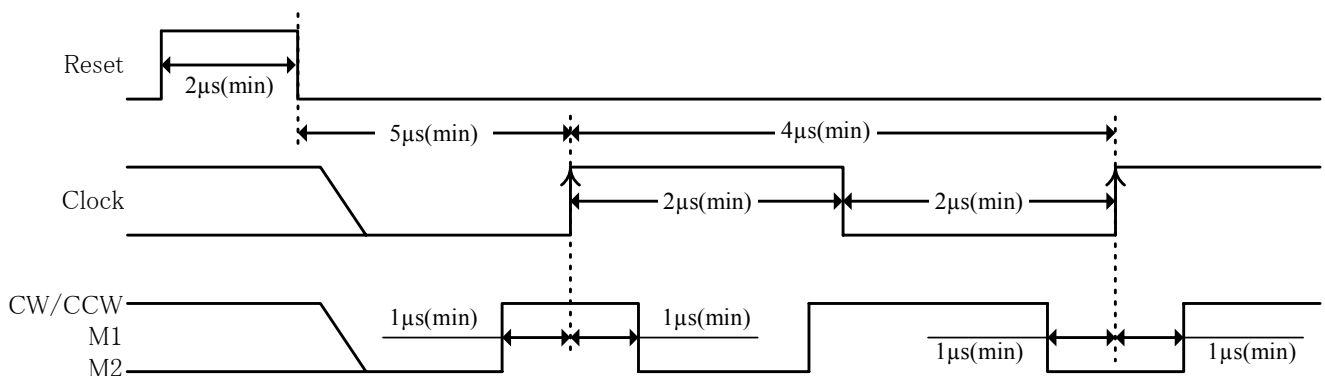 Reset
2µs(min)
5µs(min)
4µs(min)
Clock
2µs(min)
2µs(min)
CW/CCW
M1
M2
1µs(min)
1µs(min)
1µs(min)
1µs(min)